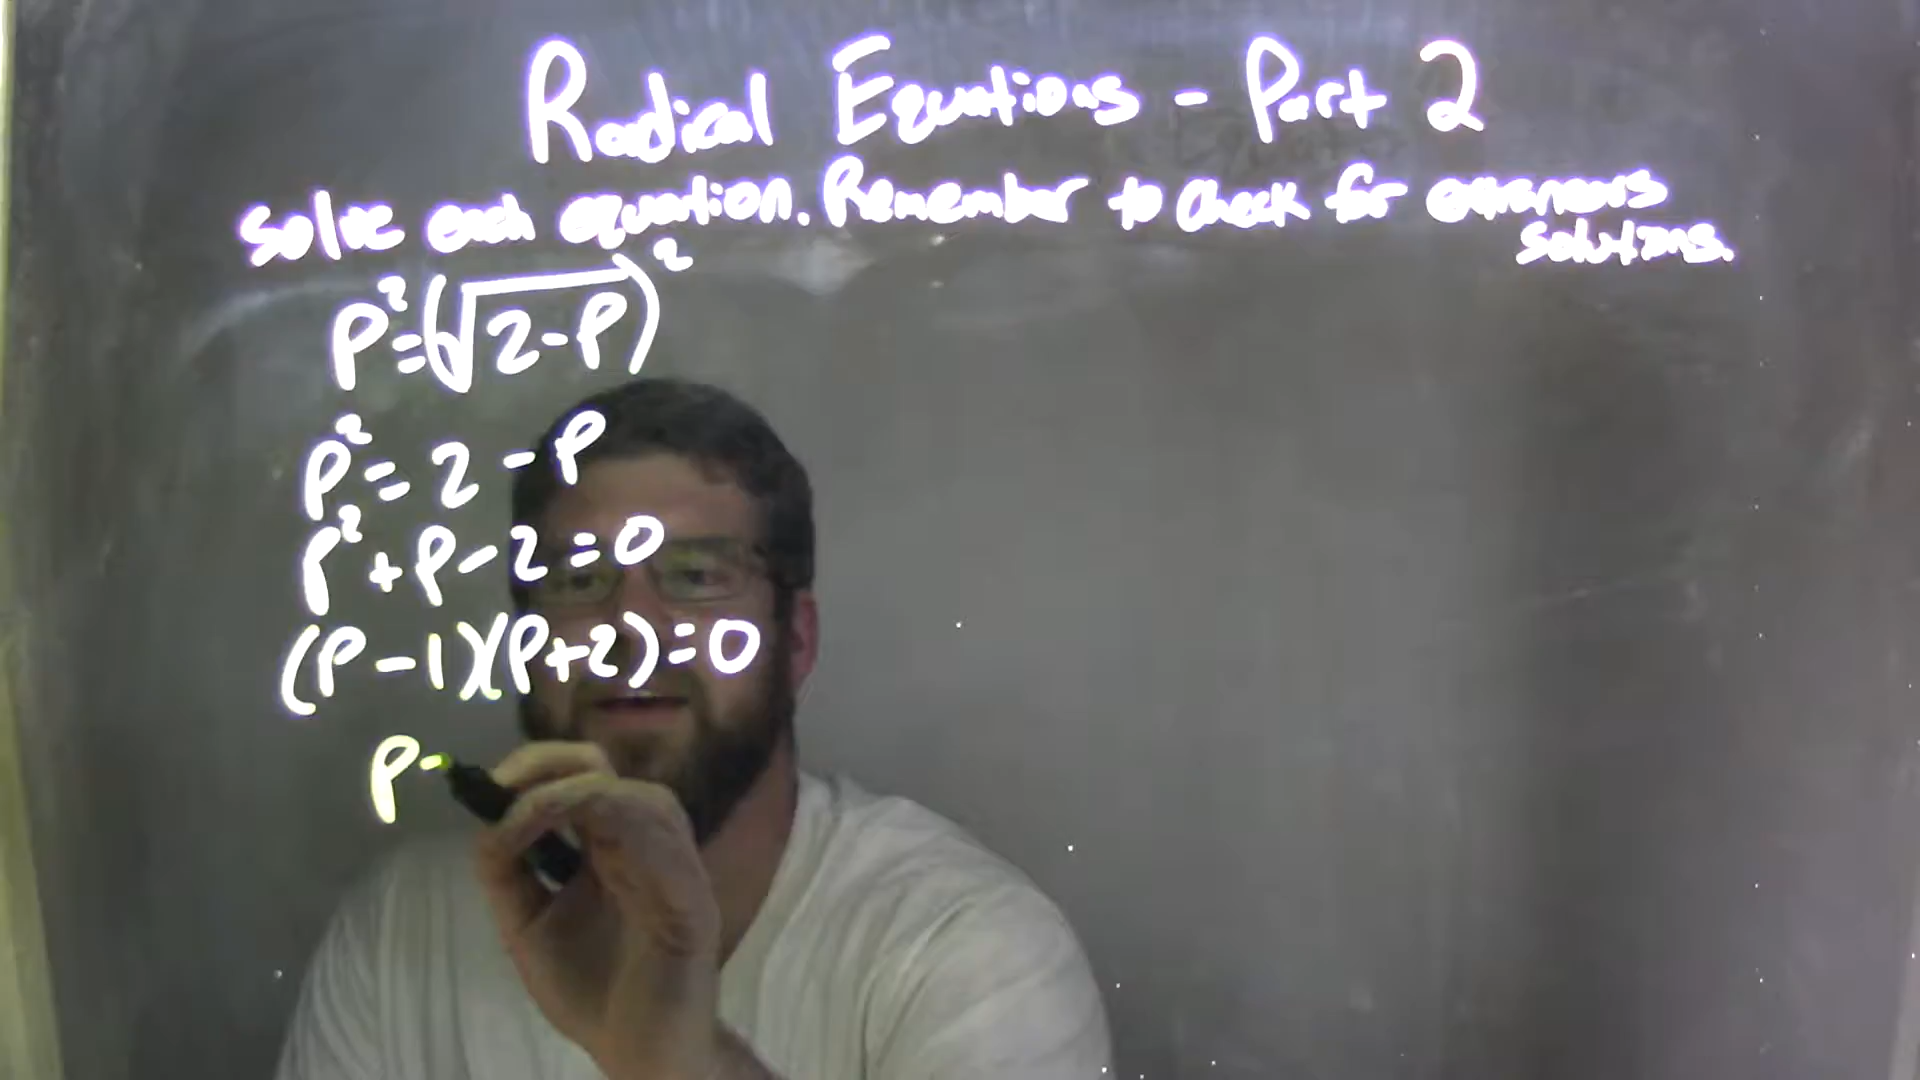 Radical Equations - Part 2
Solve each equation. Remember to check for extraneous
solutions.
p²=(√2-p)²
p²=2-p
p²+p-2=0
(p-1)(p+2)=0
p-